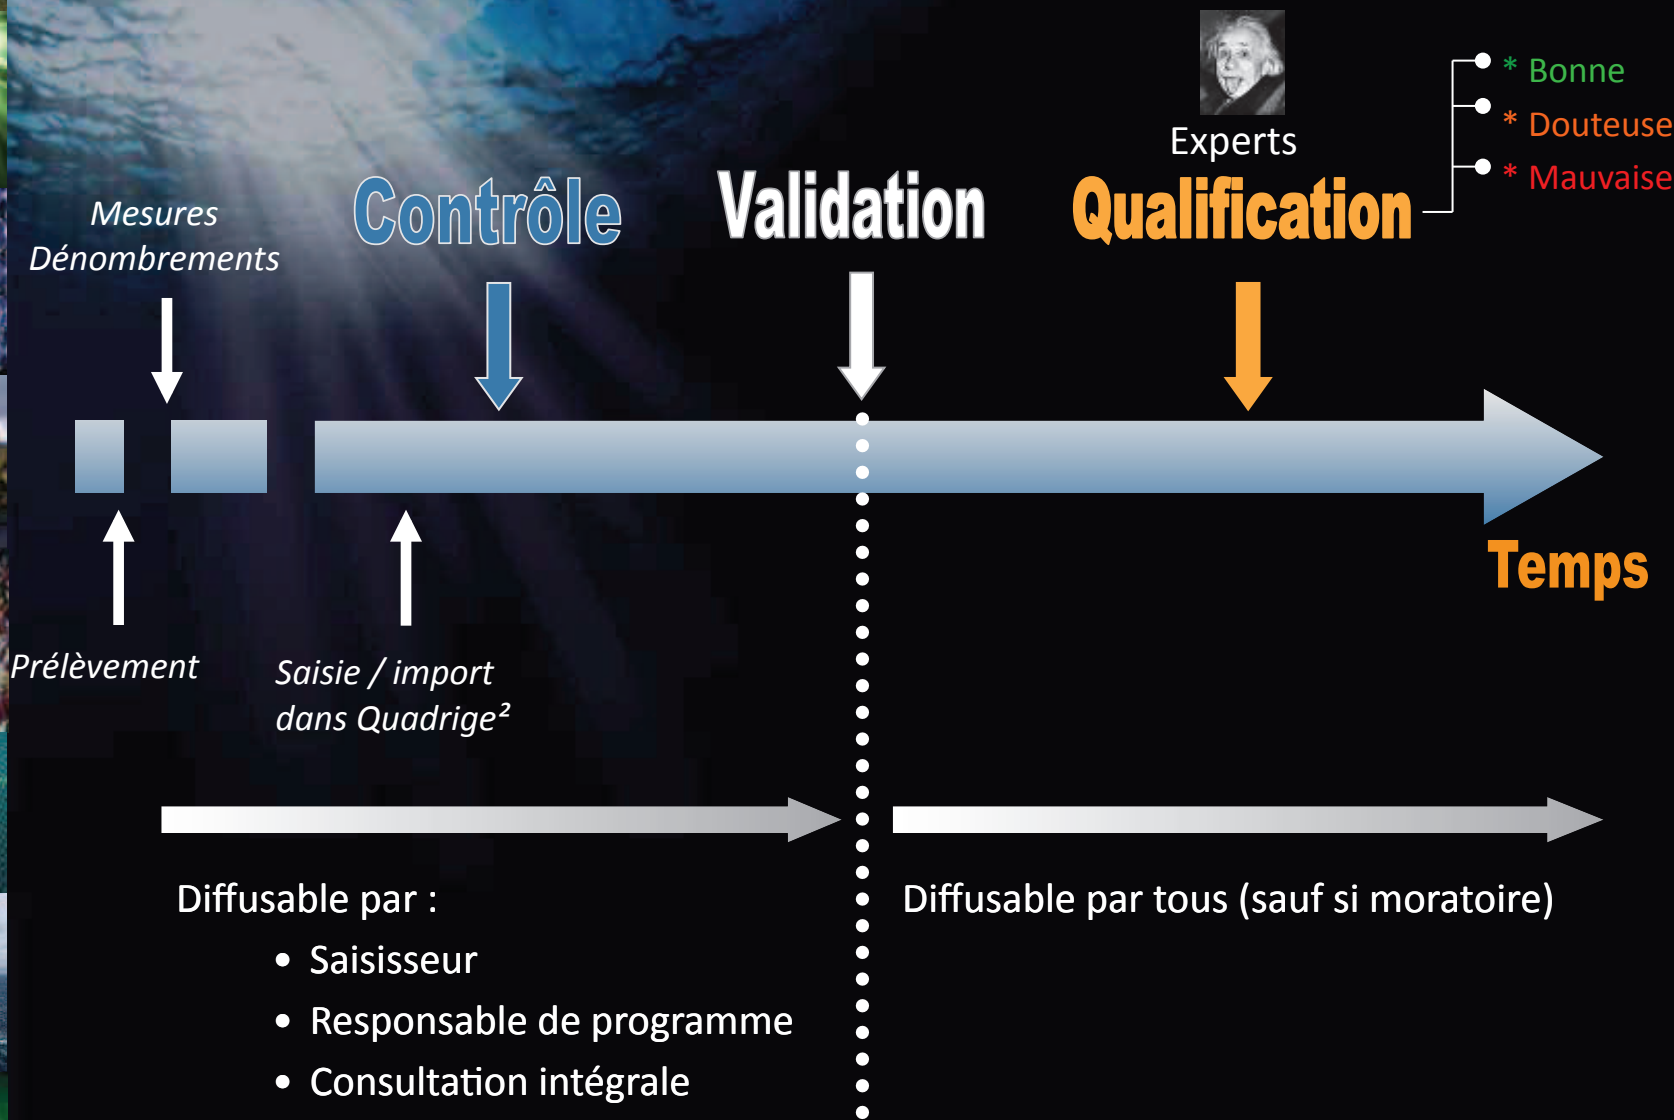 Experts
* Bonne
* Douteuse
* Mauvaise
Mesures
Dénombrements
Contrôle
Validation
Qualification
Temps
Prélèvement
Saisie / import
dans Quadrige²
Diffusable par :
• Saisisseur
• Responsable de programme
• Consultation intégrale
Diffusable par tous (sauf si moratoire)